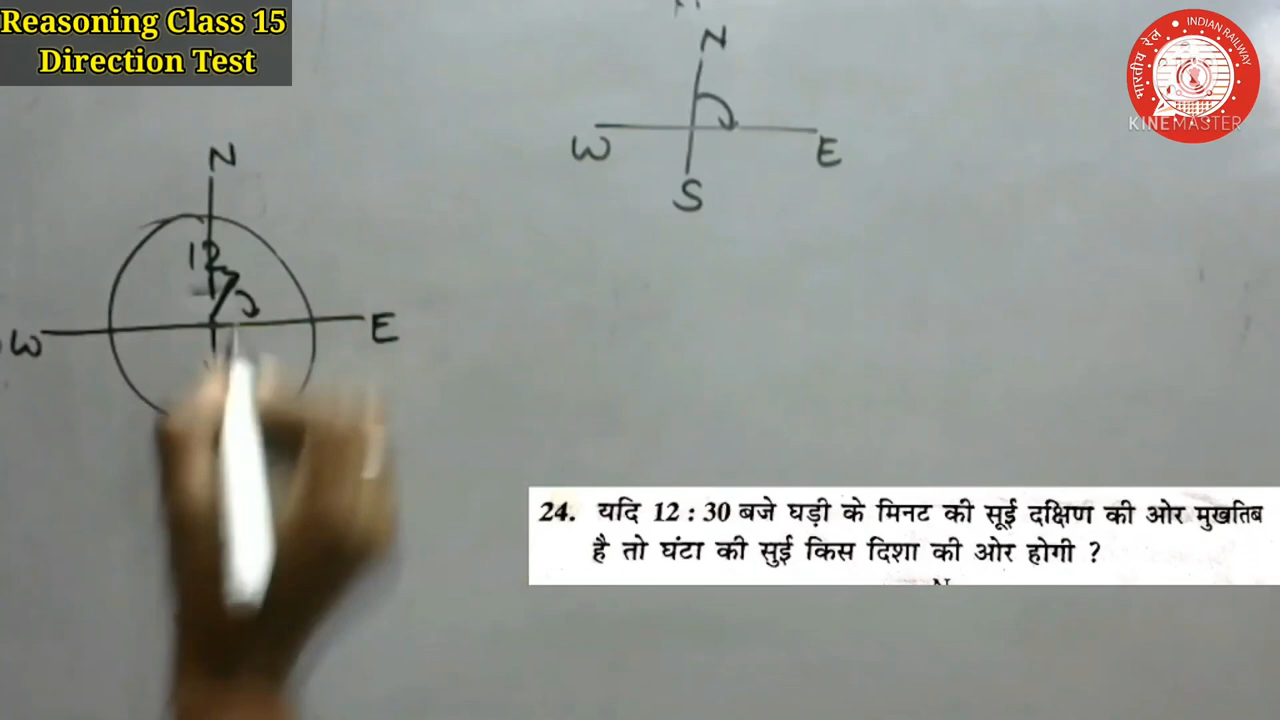 Reasoning Class 15
Direction Test
N
W
E
S
N
12
W
E
भारतीय रेल
INDIAN RAILWAY
KINEMASTER
24. यदि 12 : 30 बजे घड़ी के मिनट की सूई दक्षिण की ओर मुखतिब
है तो घंटा की सुई किस दिशा की ओर होगी ?